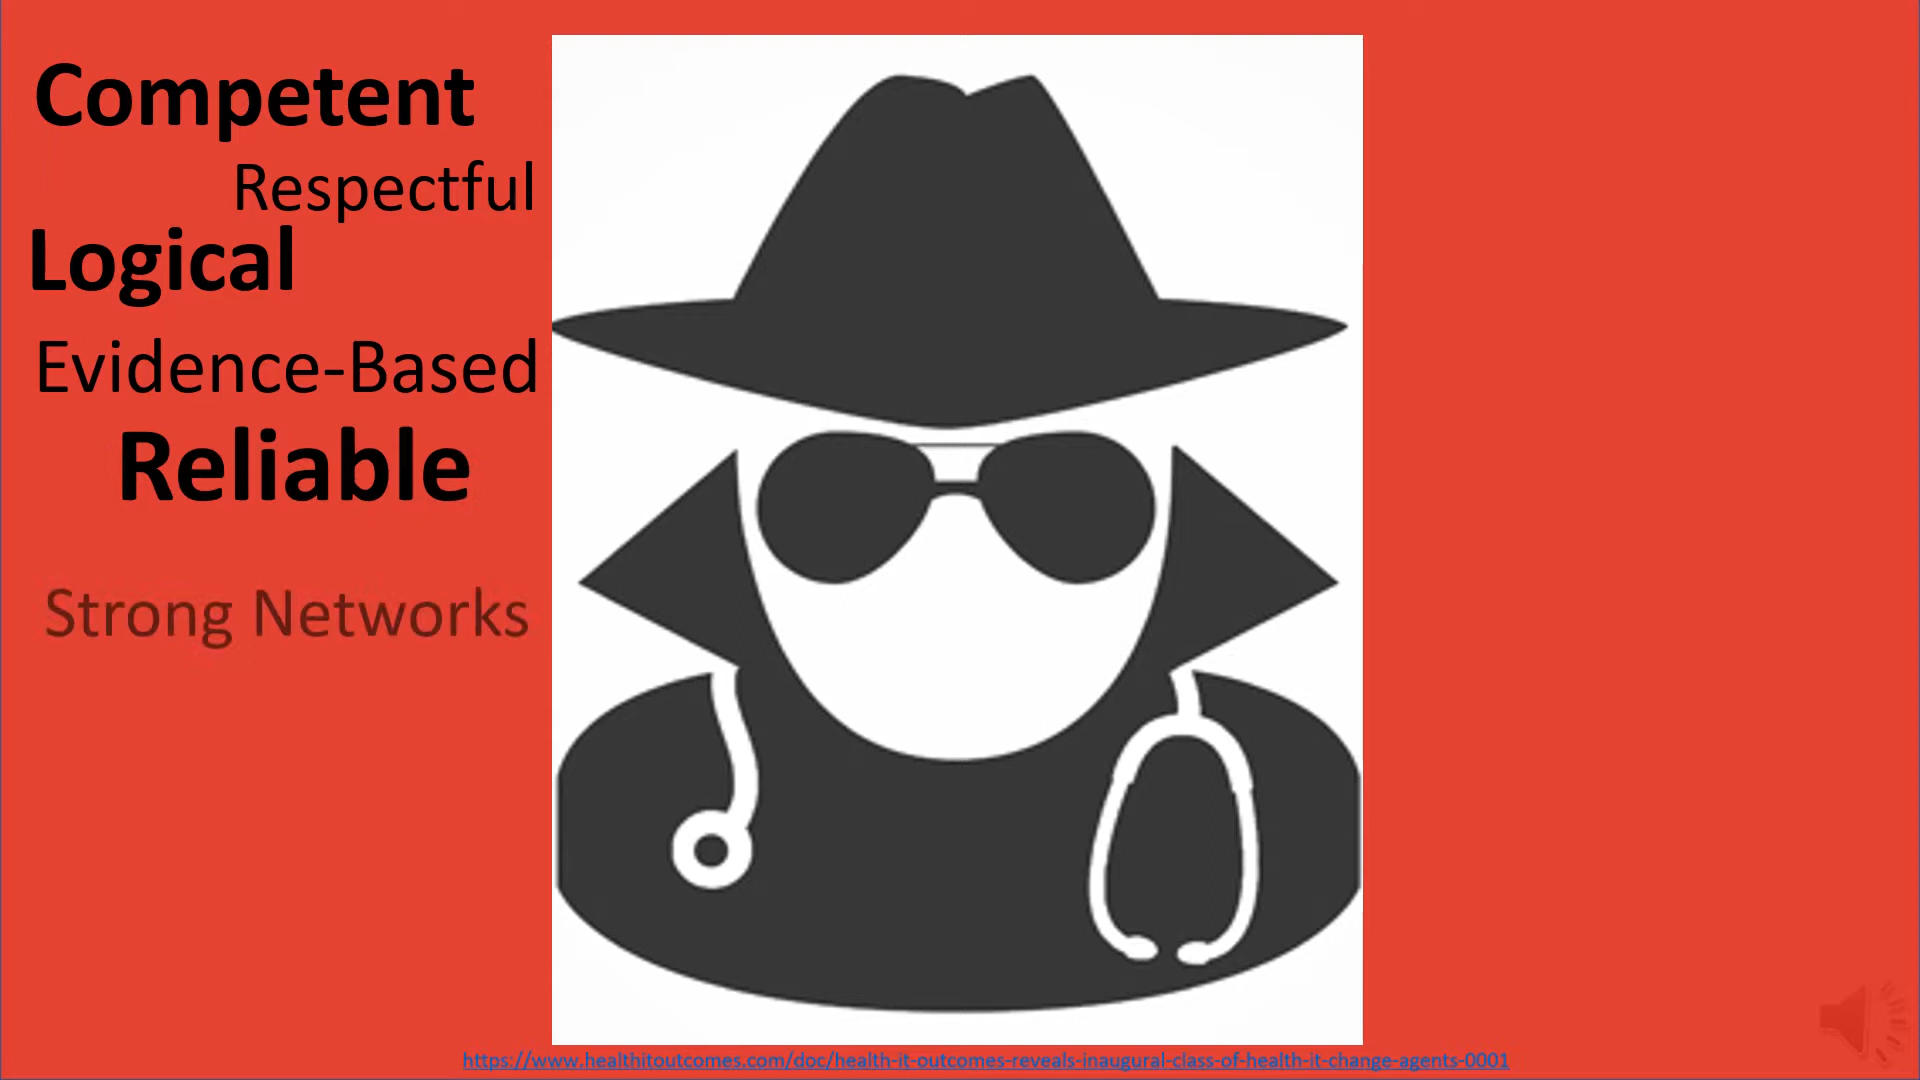 Competent
Respectful
Logical
Evidence-Based
Reliable
Strong Networks
https://www.healthitoutcomes.com/doc/health-it-outcomes-reveals-inaugural-class-of-health-it-change-agents-0001